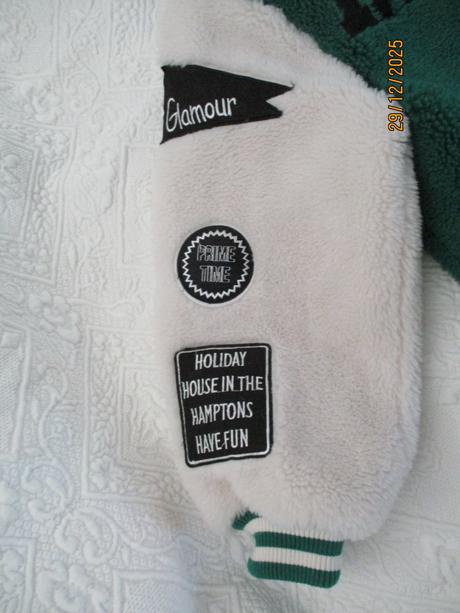 29/12/2025
Glamour
PRIME
TIME
HOLIDAY
HOUSE IN THE
HAMPTONS
HAVE FUN